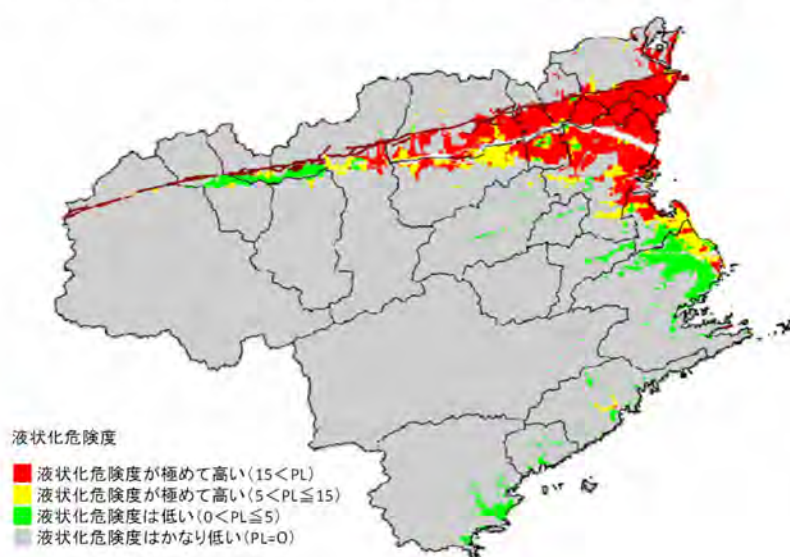 液状化危険度
液状化危険度が極めて高い(15<PL)
液状化危険度が極めて高い(5<PL≦15)
液状化危険度は低い(0<PL≦5)
液状化危険度はかなり低い(PL=0)